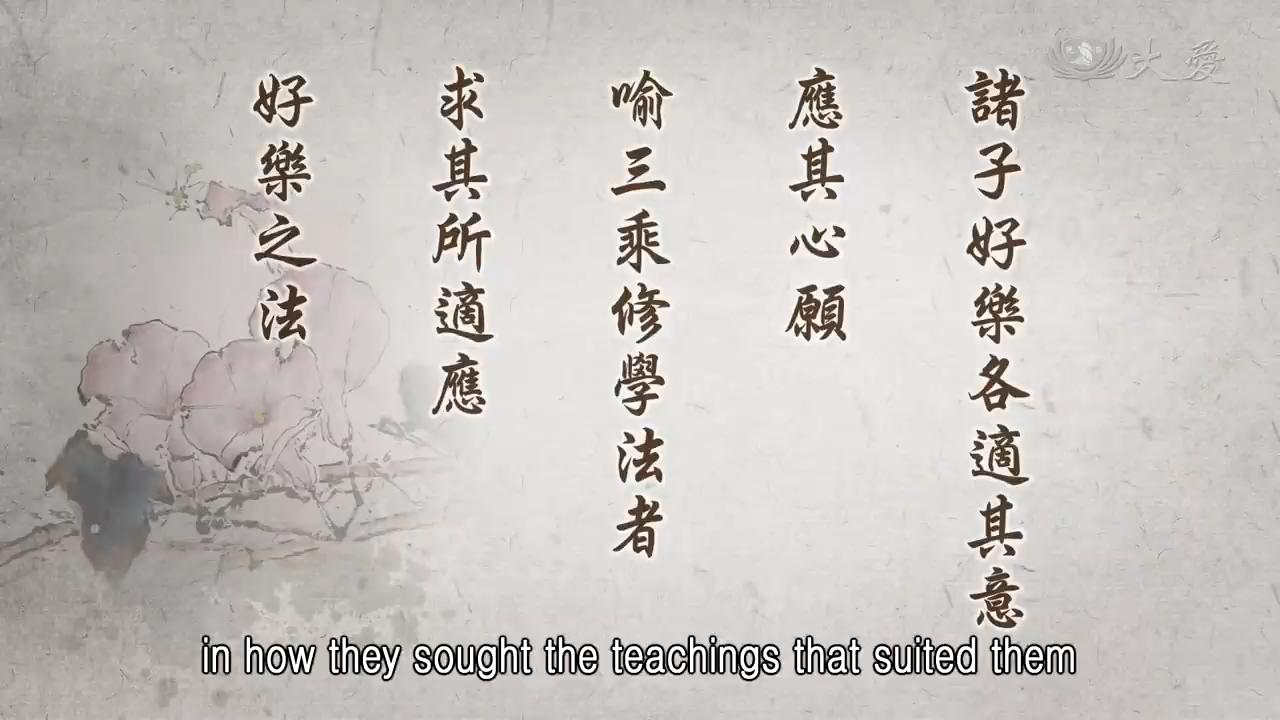 大愛
諸子好樂各適其意
應其心願
喻三乘修學法者
求其所適應
好樂之法
in how they sought the teachings that suited them